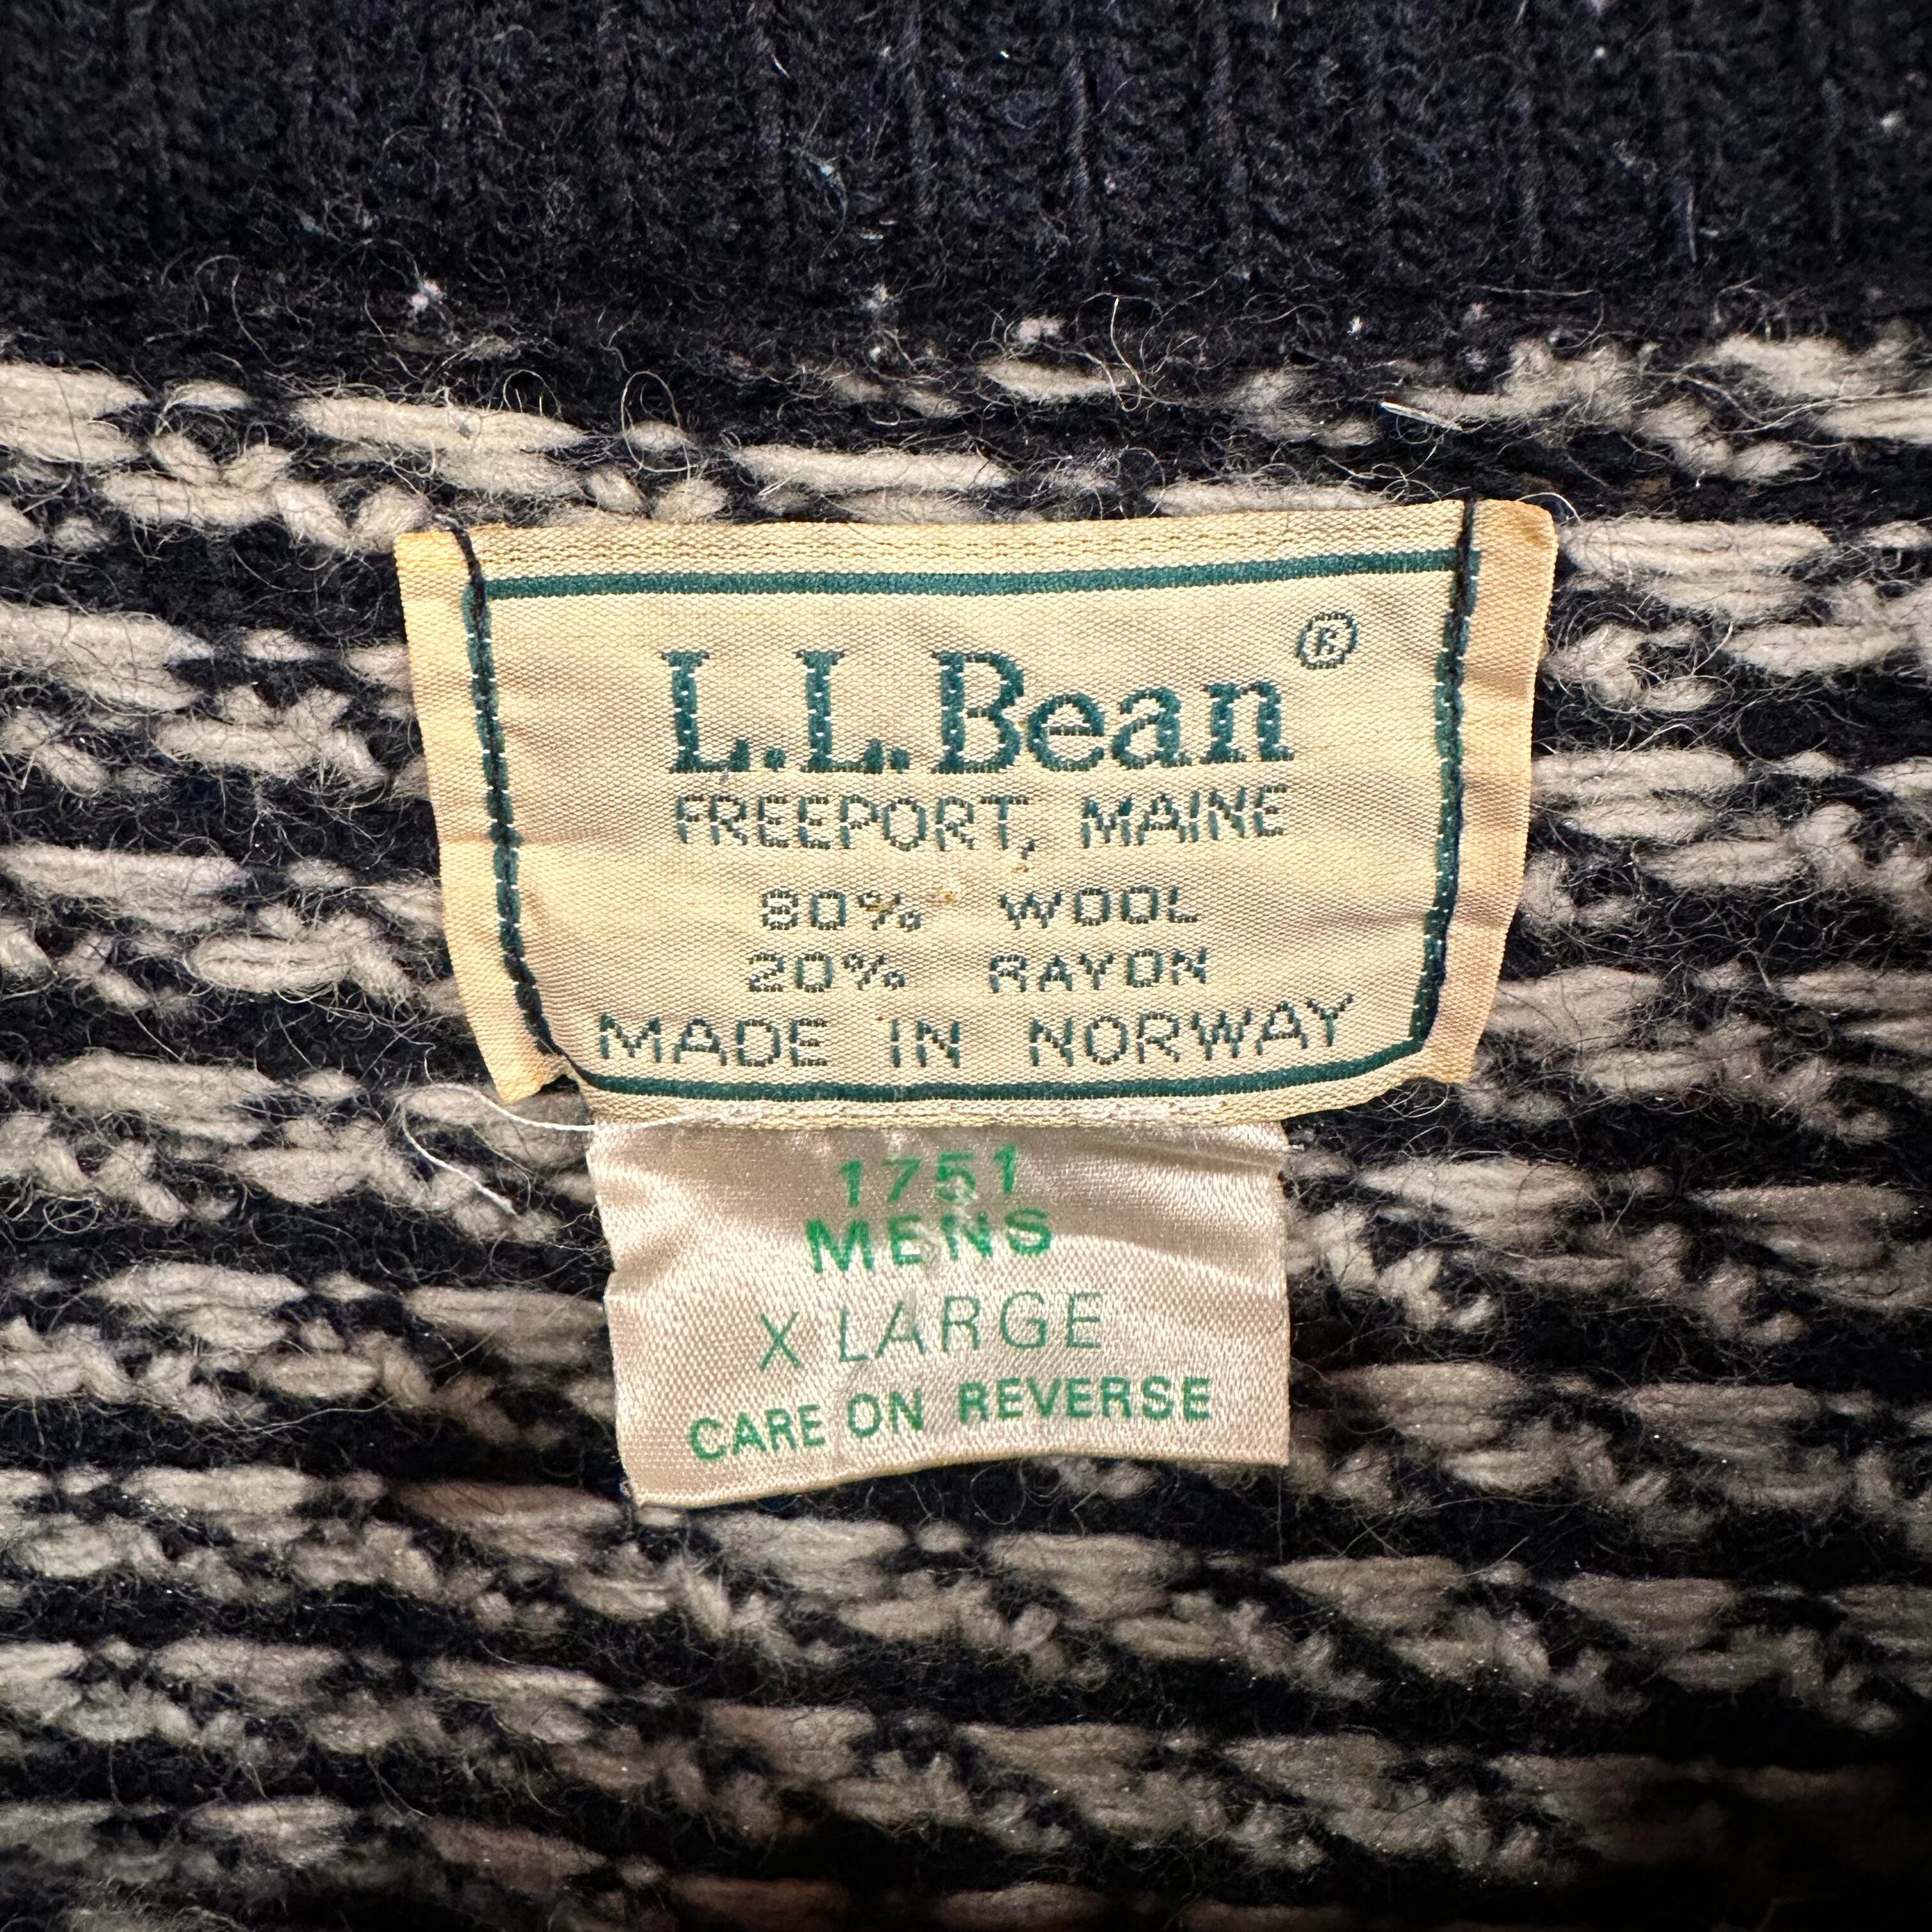 L.L.Bean®
FREEPORT, MAINE
80% WOOL
20% RAYON
MADE IN NORWAY
1751
MENS
X LARGE
CARE ON REVERSE